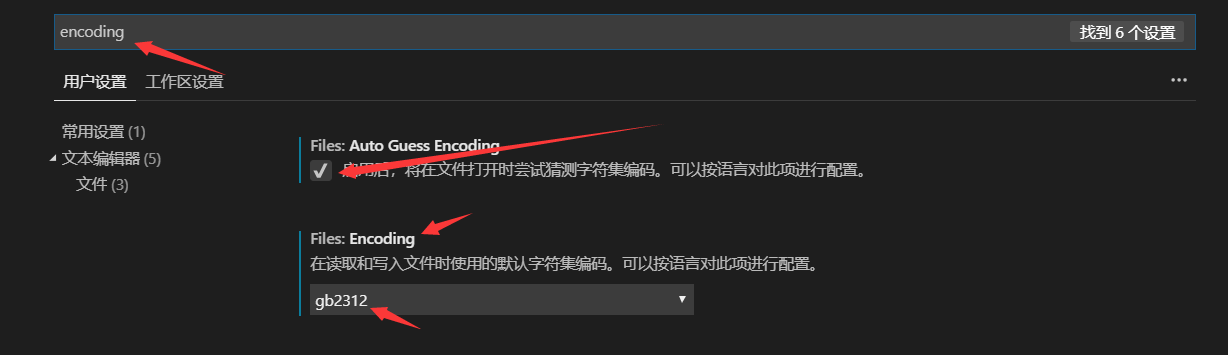 encoding
找到 6 个设置
用户设置 工作区设置
常用设置 (1)
文本编辑器 (5)
文件 (3)
Files: Auto Guess Encoding
启用后，将在文件打开时尝试猜测字符集编码。可以按语言对此项进行配置。
Files: Encoding
在读取和写入文件时使用的默认字符集编码。可以按语言对此项进行配置。
gb2312